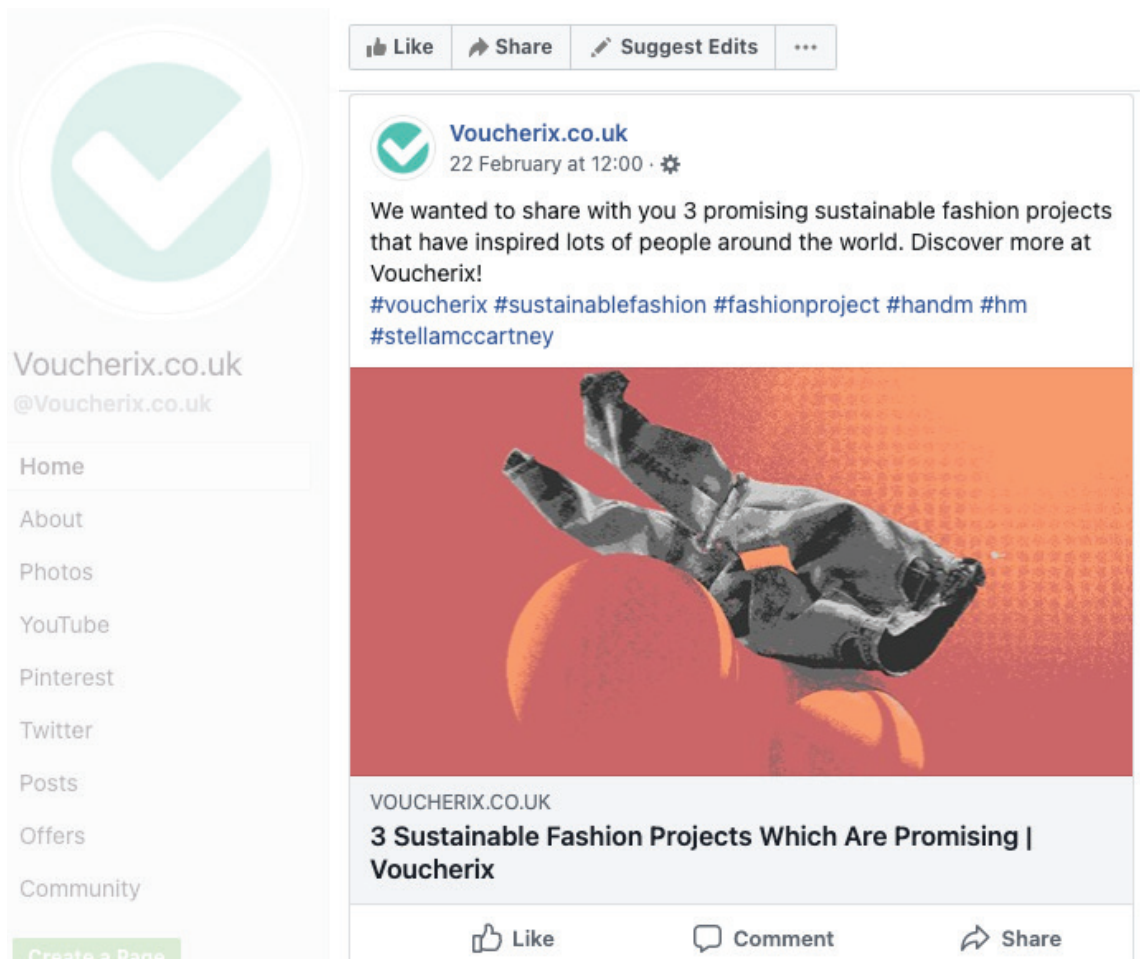 Voucherix.co.uk
@Voucherix.co.uk
Home
About
Photos
YouTube
Pinterest
Twitter
Posts
Offers
Community
Create a Page
Like Share Suggest Edits ...
Voucherix.co.uk
22 February at 12:00 ·
We wanted to share with you 3 promising sustainable fashion projects
that have inspired lots of people around the world. Discover more at
Voucherix!
#voucherix #sustainablefashion #fashionproject #handm #hm
#stellamccartney
VOUCHERIX.CO.UK
3 Sustainable Fashion Projects Which Are Promising |
Voucherix
Like Comment Share